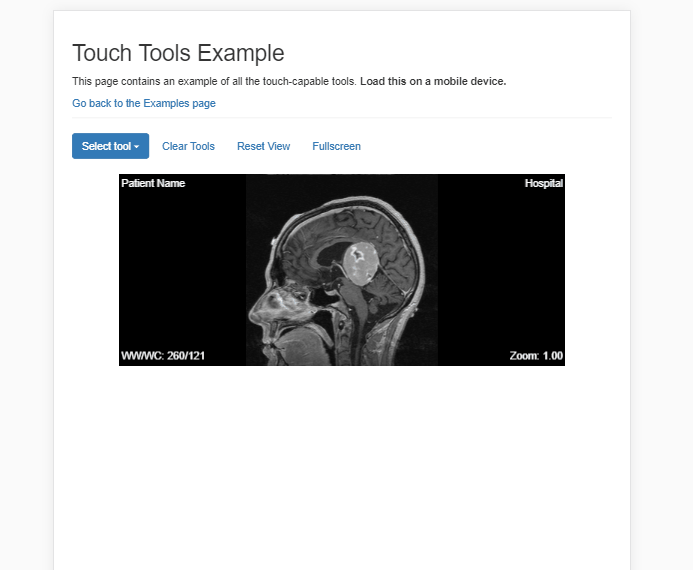 Touch Tools Example
This page contains an example of all the touch-capable tools. Load this on a mobile device.
Go back to the Examples page
Select tool Clear Tools Reset View Fullscreen
Patient Name Hospital
WW/WC: 260/121 Zoom: 1.00